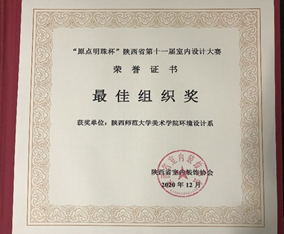 “原点明珠杯”陕西省第十一届室内设计大赛
荣誉证书
最佳组织奖
获奖单位：陕西师范大学美术学院环境设计系
陕西省室内装饰协会
2020年12月